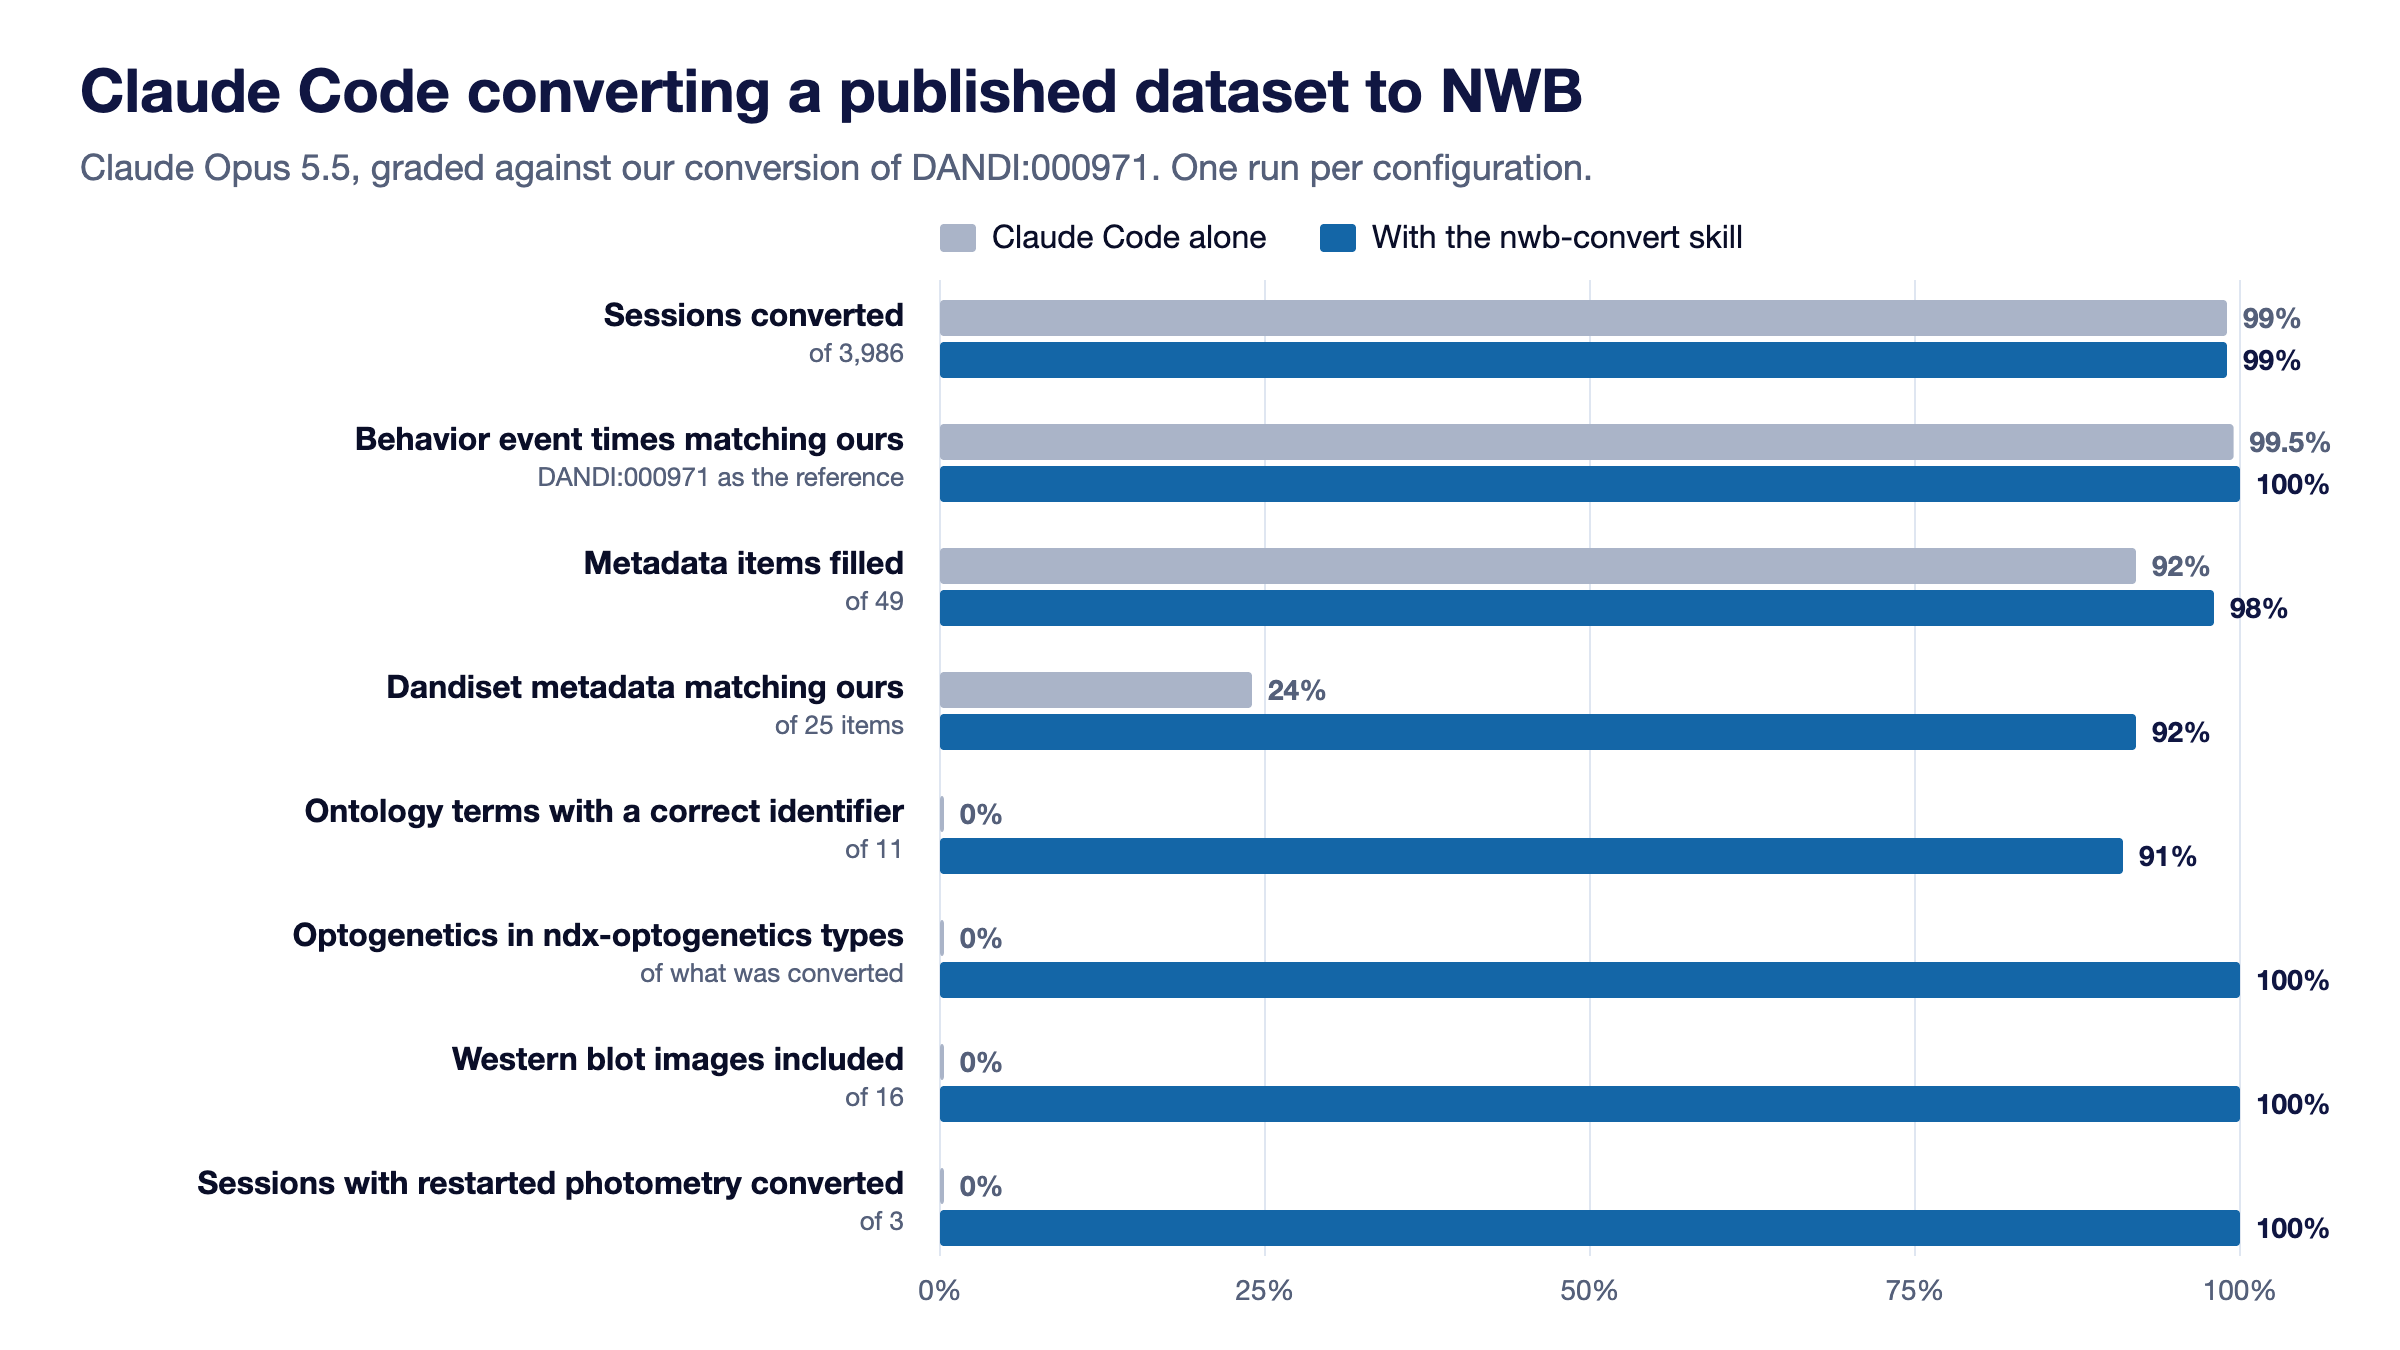 Claude Code converting a published dataset to NWB
Claude Opus 5.5, graded against our conversion of DANDI:000971. One run per configuration.
Claude Code alone
With the nwb-convert skill
Sessions converted
of 3,986
99%
99%
Behavior event times matching ours
DANDI:000971 as the reference
99.5%
100%
Metadata items filled
of 49
92%
98%
Dandiset metadata matching ours
of 25 items
24%
92%
Ontology terms with a correct identifier
of 11
0%
91%
Optogenetics in ndx-optogenetics types
of what was converted
0%
100%
Western blot images included
of 16
0%
100%
Sessions with restarted photometry converted
of 3
0%
100%
0% 25% 50% 75% 100%